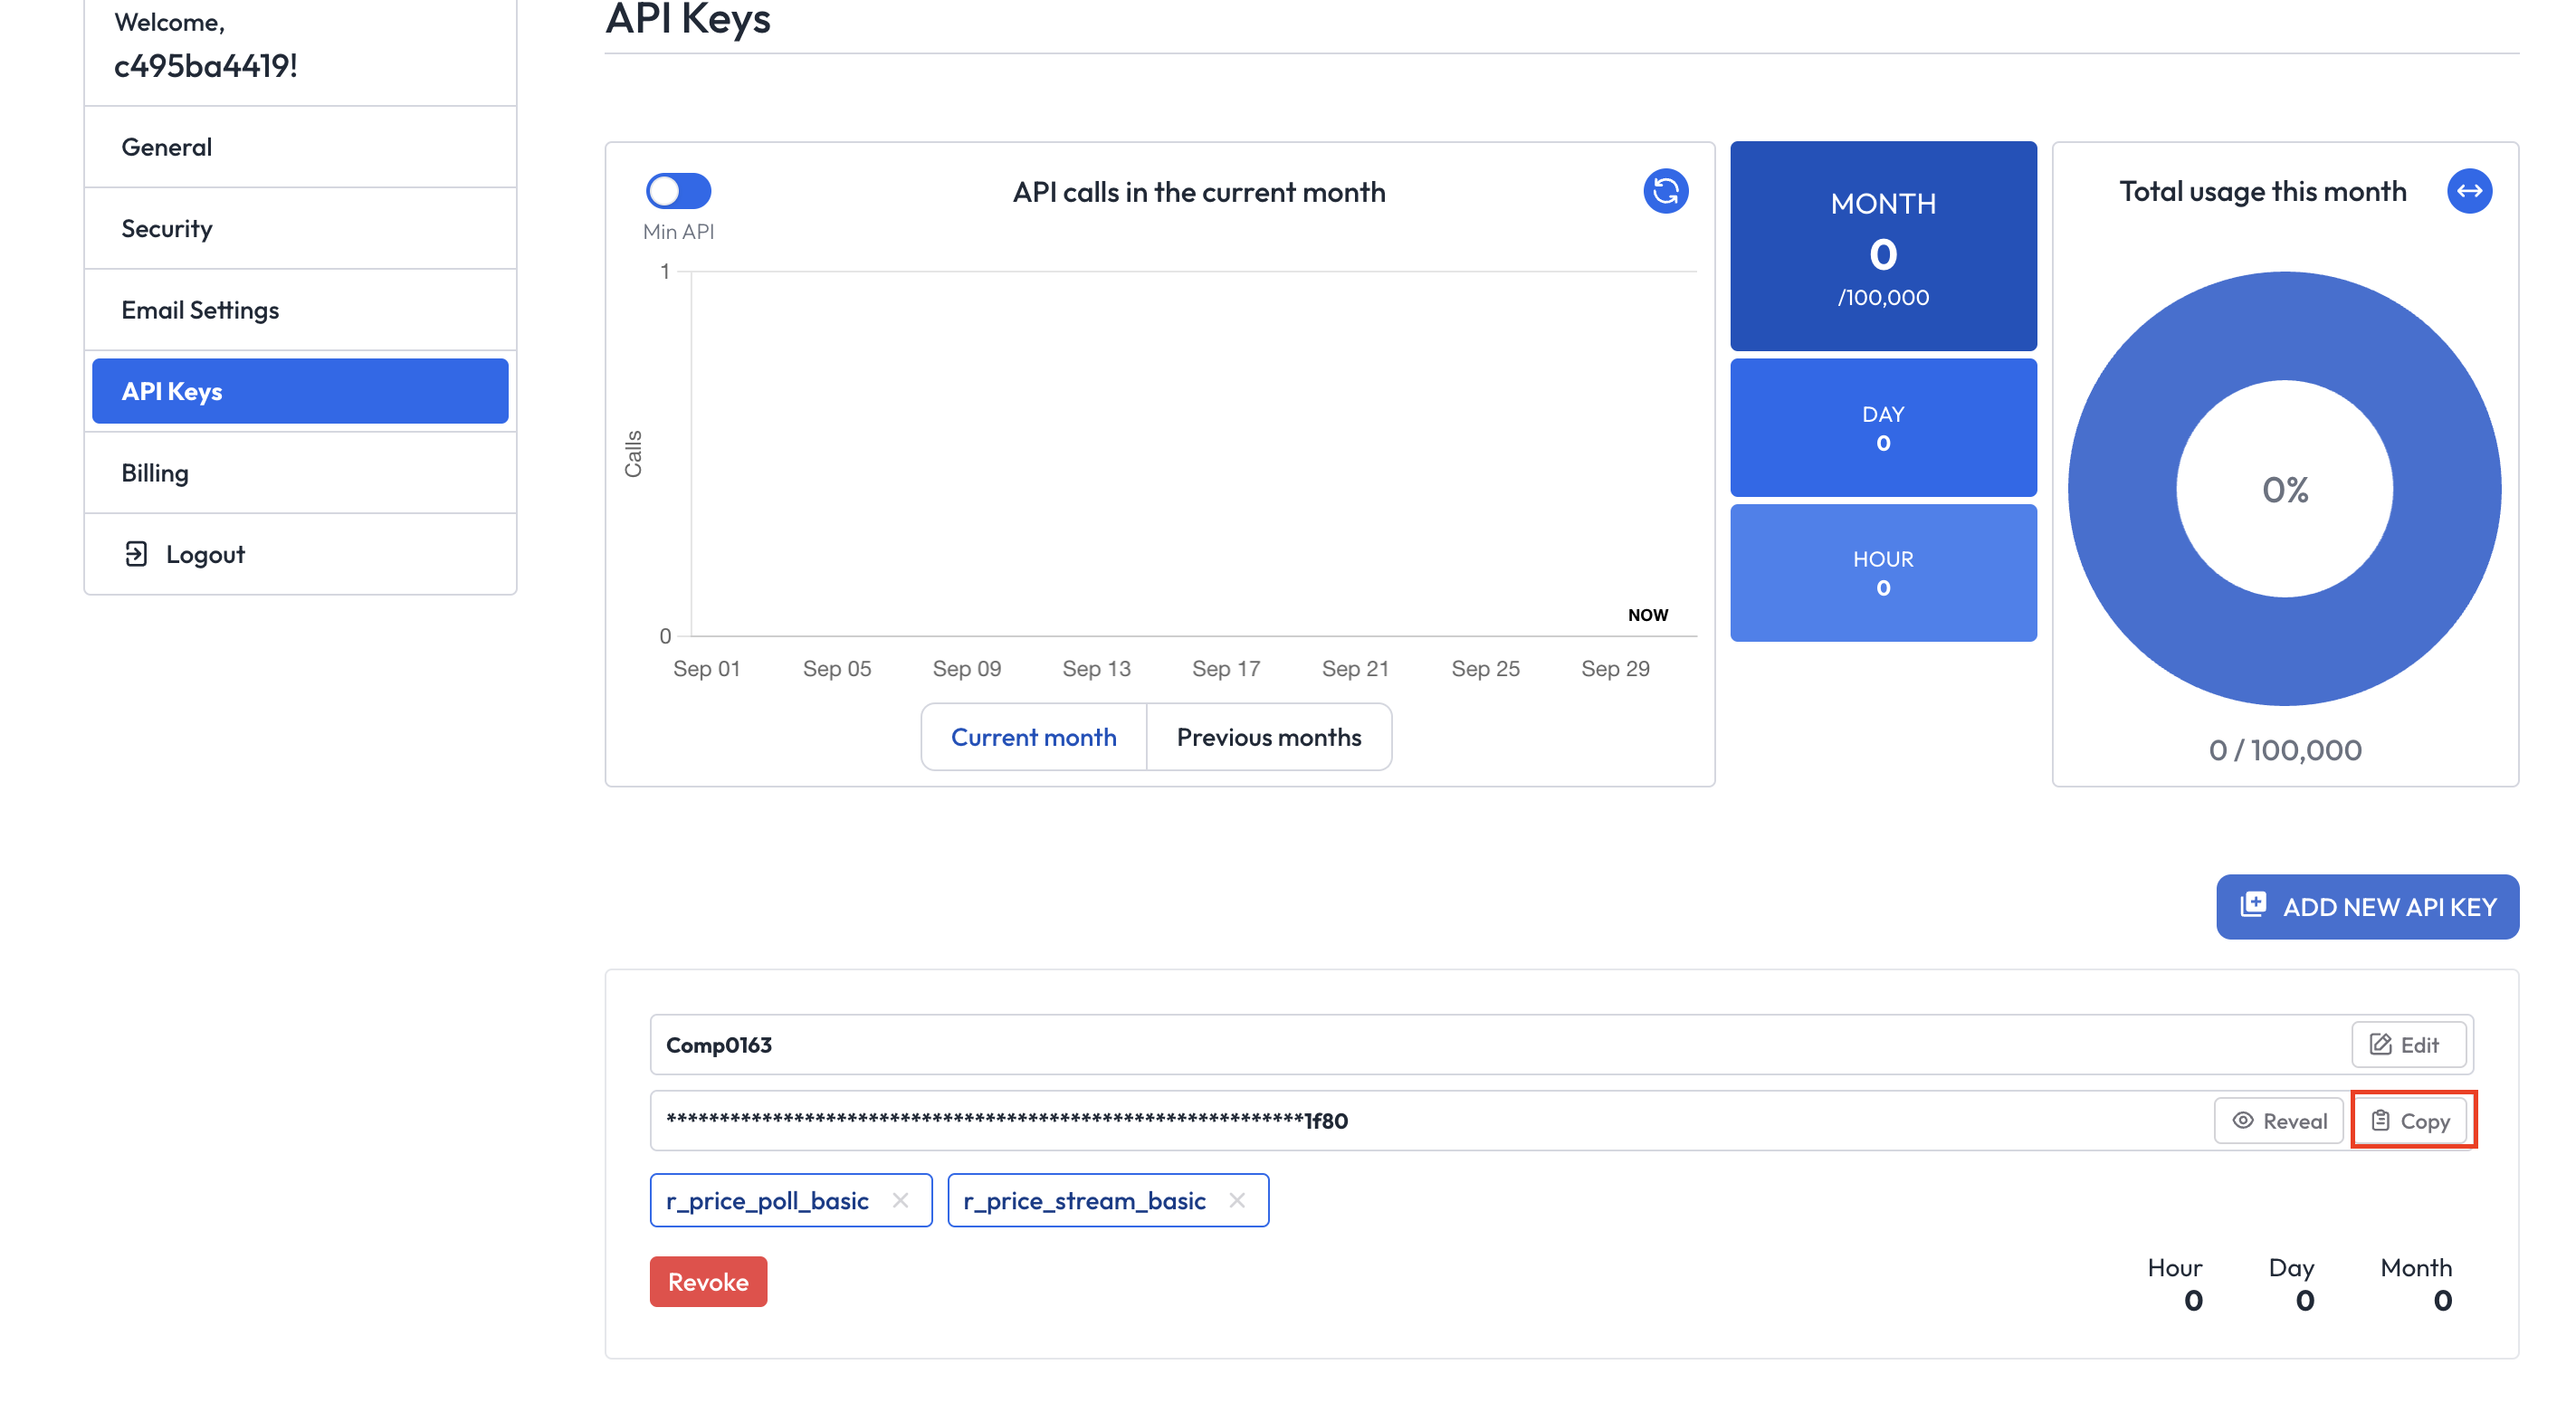 Welcome,
c495ba4419!
General
Security
Email Settings
API Keys
Billing
Logout
API Keys
Min API
API calls in the current month
1
Calls
0
NOW
Sep 01 Sep 05 Sep 09 Sep 13 Sep 17 Sep 21 Sep 25 Sep 29
Current month Previous months
MONTH
0
/100,000
DAY
0
HOUR
0
Total usage this month
0%
0 / 100,000
ADD NEW API KEY
Comp0163 Edit
************************************************************1f80 Reveal Copy
r_price_poll_basic × r_price_stream_basic ×
Revoke
Hour Day Month
0 0 0